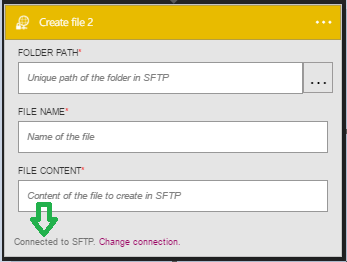 Create file 2
...
FOLDER PATH*
Unique path of the folder in SFTP
...
FILE NAME*
Name of the file
FILE CONTENT*
Content of the file to create in SFTP
Connected to SFTP. Change connection.